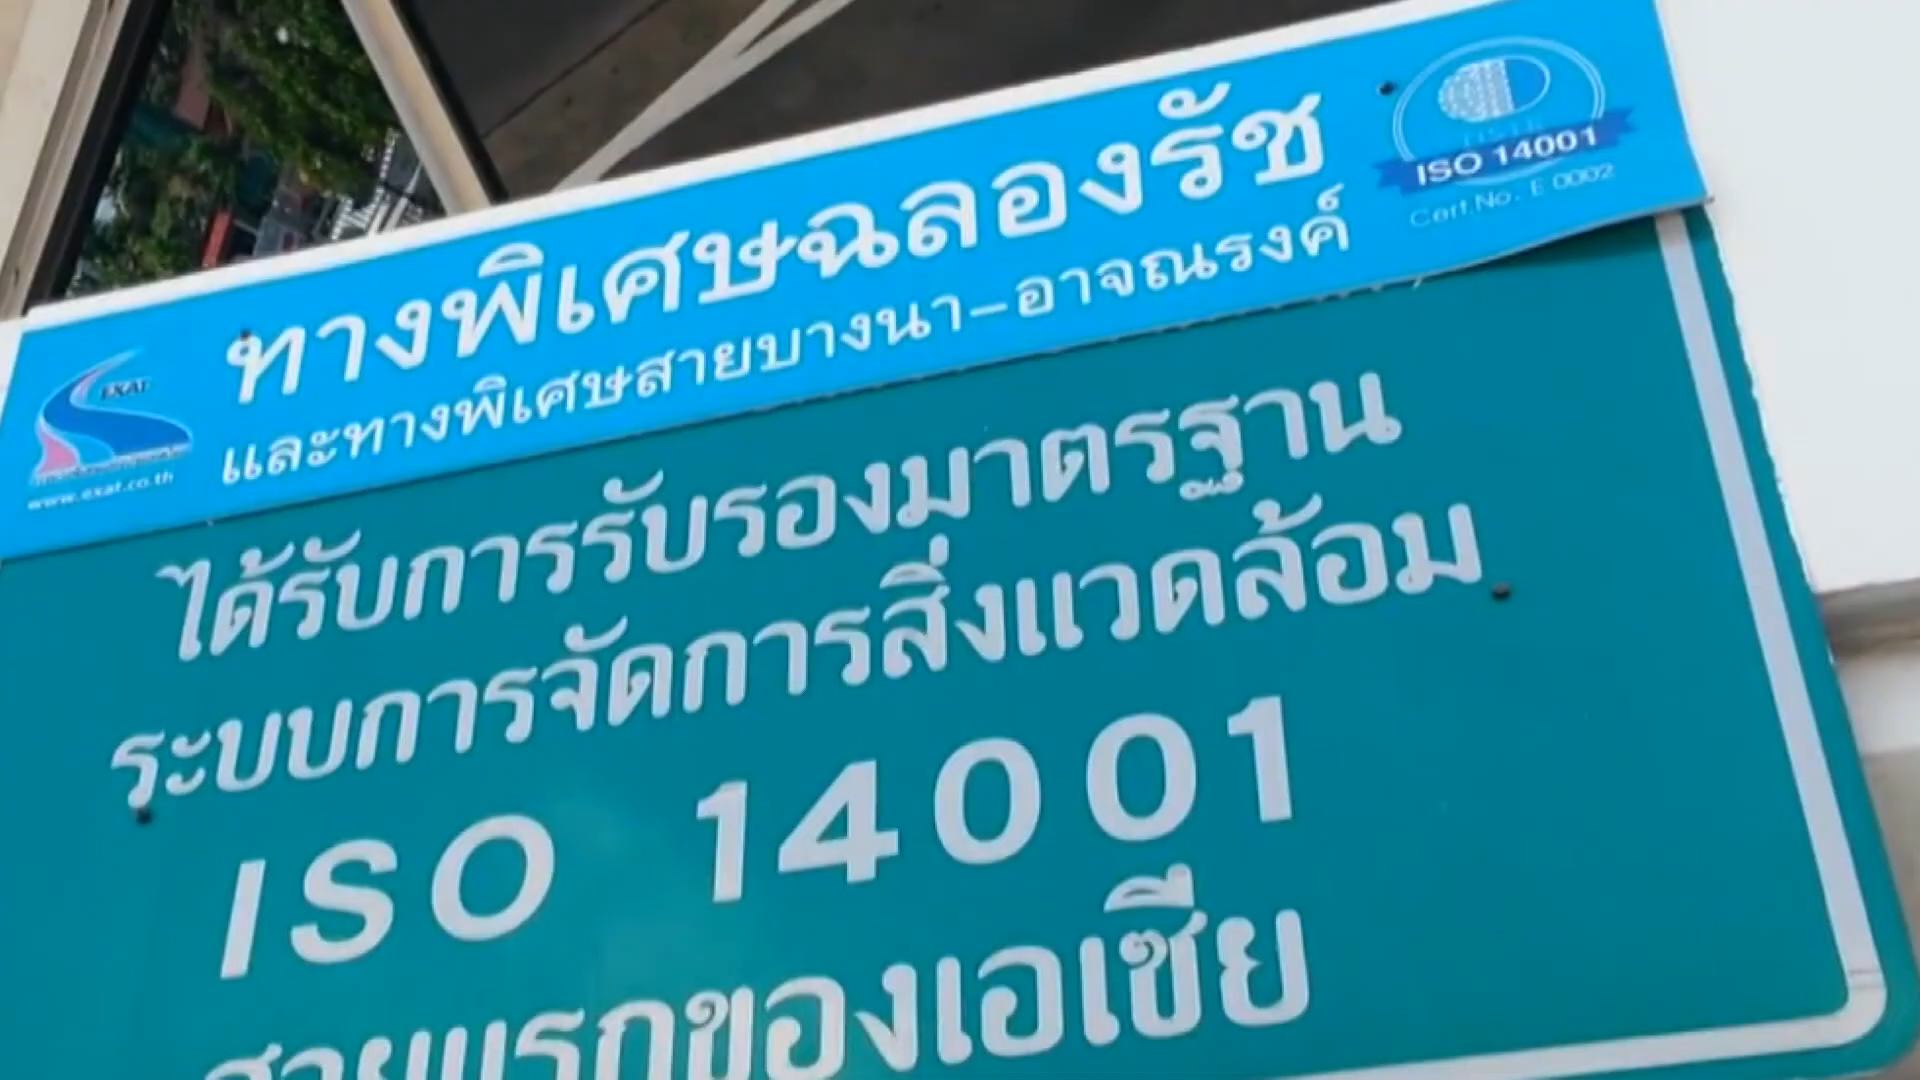 ทางพิเศษฉลองรัช
และทางพิเศษสายบางนา-อาจณรงค์
EXAT
www.exat.co.th
ISO 14001
Cert.No. E 0002
ได้รับการรับรองมาตรฐาน
ระบบการจัดการสิ่งแวดล้อม
ISO 14001
สายแรกของเอเซีย